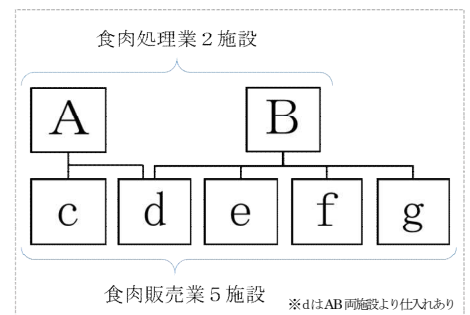 食肉処理業２施設
A B
c d e f g
食肉販売業５施設
※dはAB両施設より仕入れあり